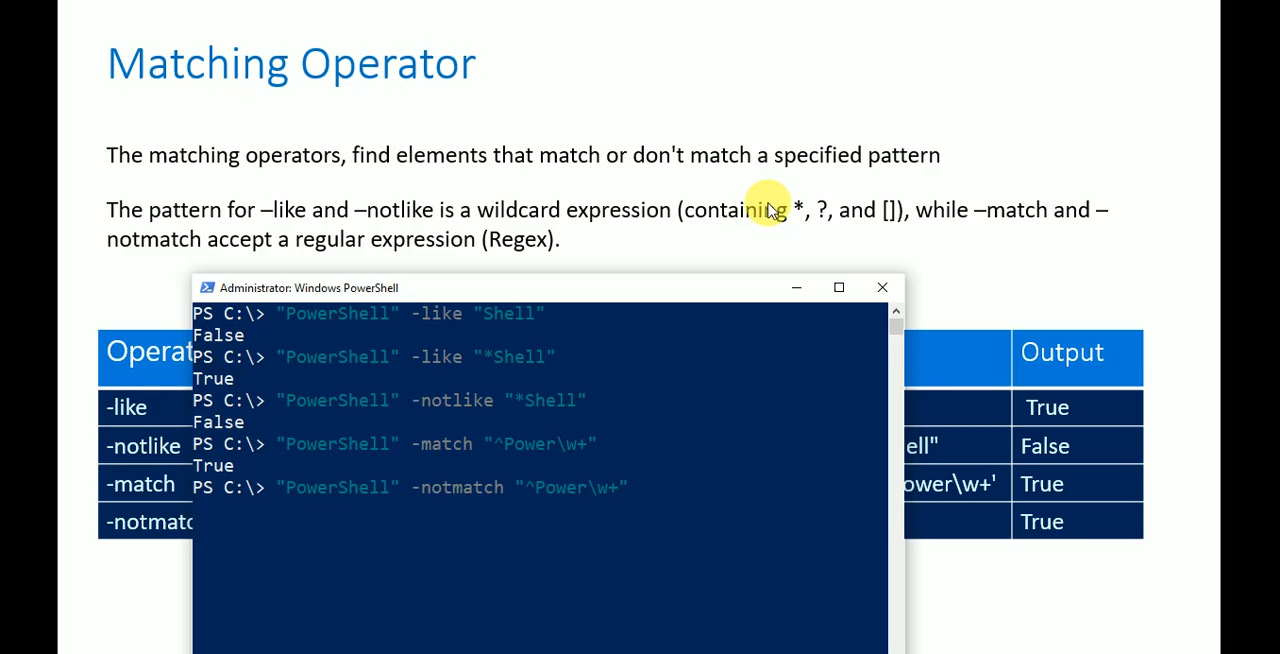 Matching Operator
The matching operators, find elements that match or don't match a specified pattern
The pattern for –like and –notlike is a wildcard expression (containing *, ?, and []), while –match and –
notmatch accept a regular expression (Regex).
Administrator: Windows PowerShell
PS C:\> "PowerShell" -like "Shell"
False
PS C:\> "PowerShell" -like "*Shell"
True
PS C:\> "PowerShell" -notlike "*Shell"
False
PS C:\> "PowerShell" -match "^Power\w+"
True
PS C:\> "PowerShell" -notmatch "^Power\w+"
Operat Output
-like True
-notlike ell" False
-match ower\w+' True
-notmatc True